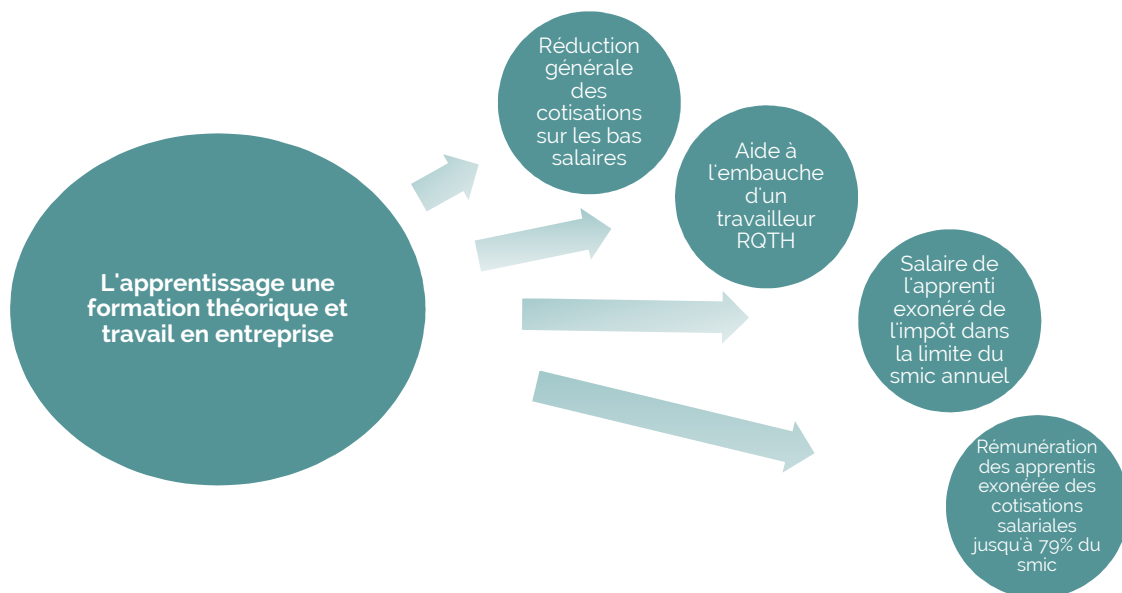 Réduction
générale
des
cotisations
sur les bas
salaires
Aide à
l'embauche
d'un
travailleur
RQTH
L'apprentissage une
formation théorique et
travail en entreprise
Salaire de
l'apprenti
exonéré de
l'impôt dans
la limite du
smic annuel
Rémunération
des apprentis
exonérée des
cotisations
salariales
jusqu'à 79% du
smic